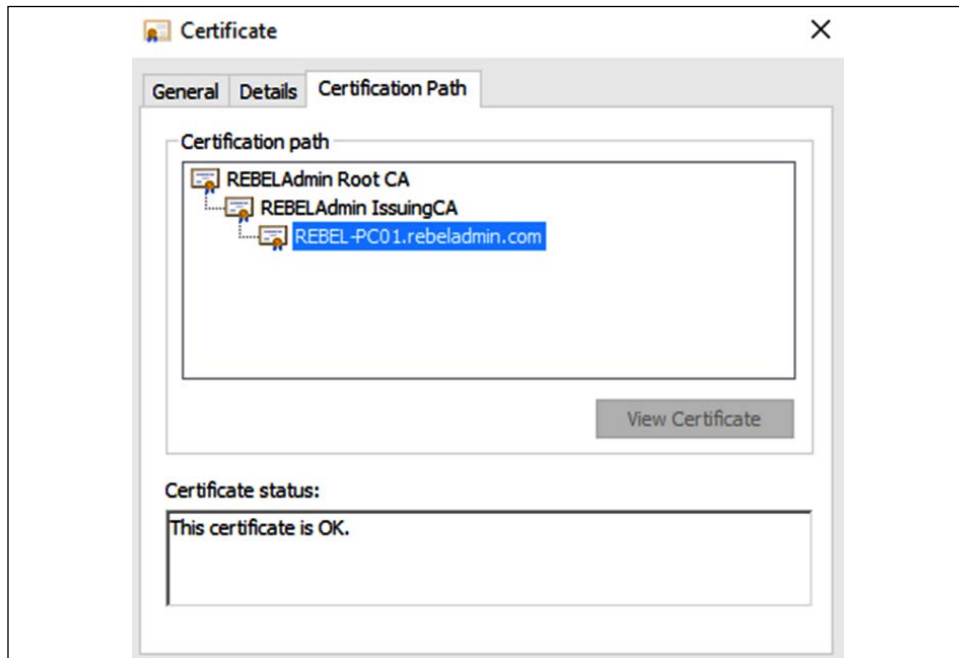 Certificate
General Details Certification Path
Certification path
REBELAdmin Root CA
REBELAdmin IssuingCA
REBEL-PC01.rebeladmin.com
View Certificate
Certificate status:
This certificate is OK.